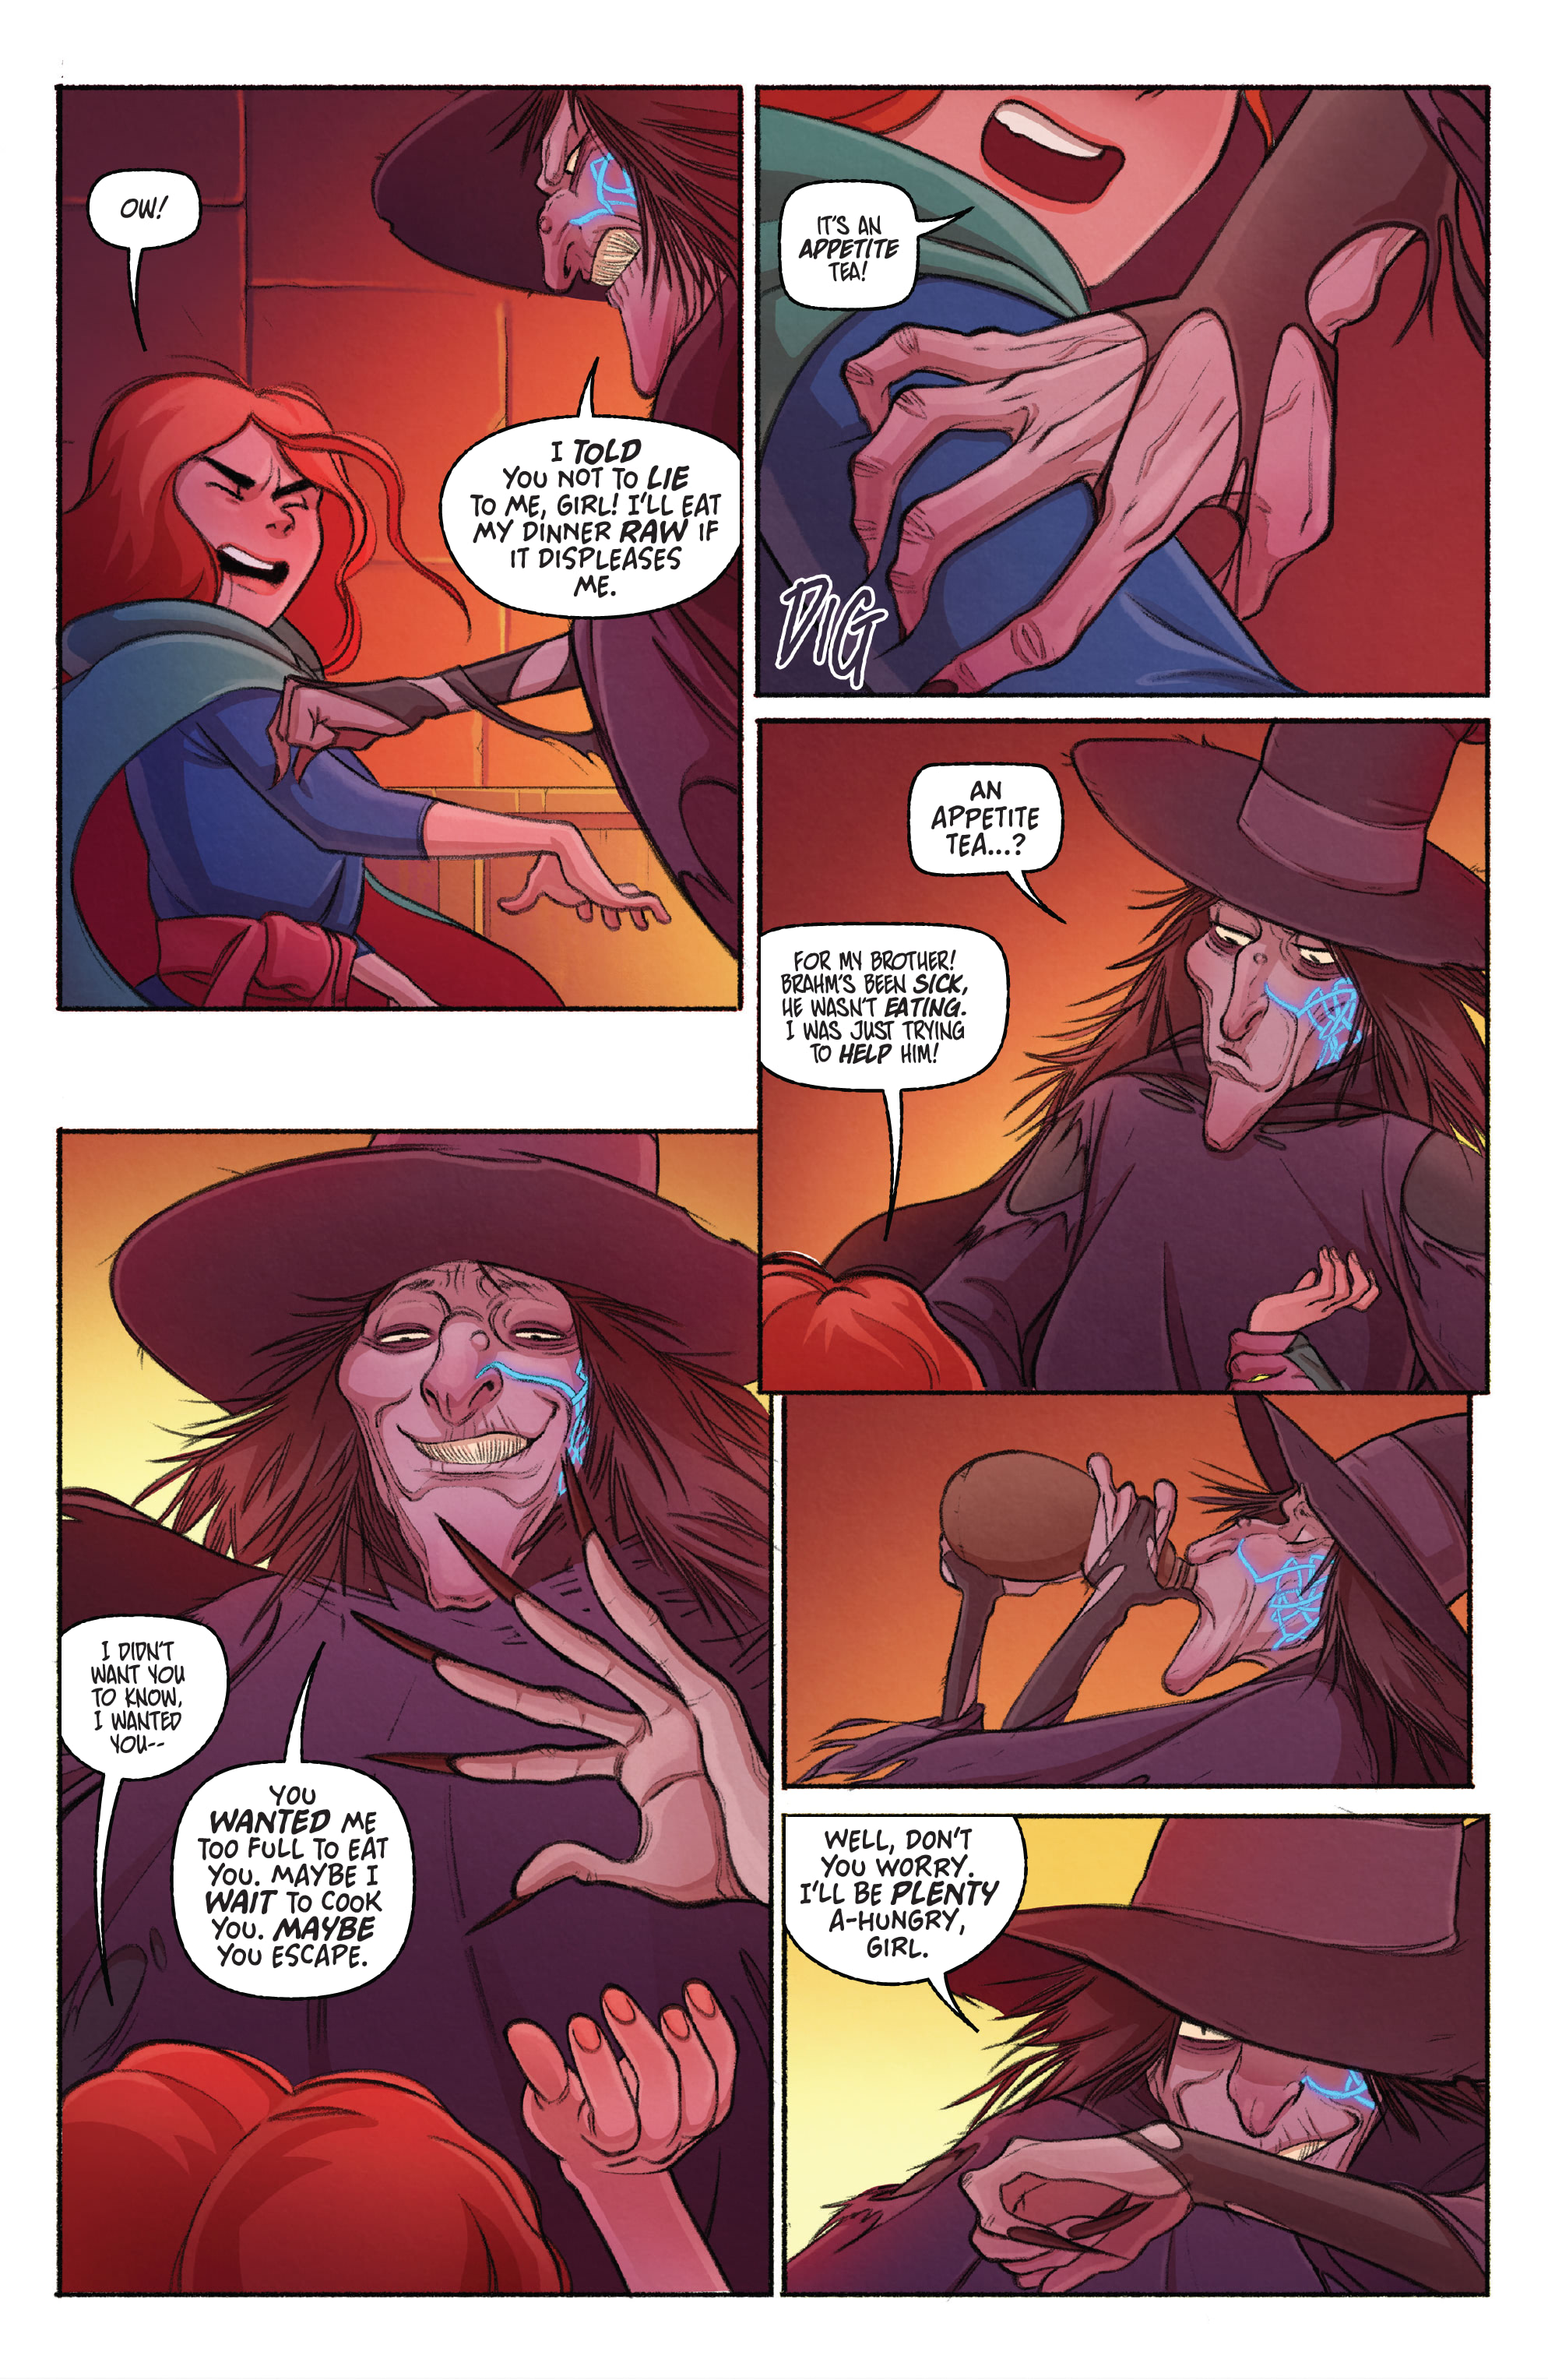 OW!
I TOLD
YOU NOT TO LIE
TO ME, GIRL! I'LL EAT
MY DINNER RAW IF
IT DISPLEASES
ME.
IT'S AN
APPETITE
TEA!
DIG
AN
APPETITE
TEA...?
FOR MY BROTHER!
BRAHM'S BEEN SICK,
HE WASN'T EATING.
I WAS JUST TRYING
TO HELP HIM!
I DIDN'T
WANT YOU
TO KNOW,
I WANTED
YOU--
YOU
WANTED ME
TOO FULL TO EAT
YOU. MAYBE I
WAIT TO COOK
YOU. MAYBE
YOU ESCAPE.
WELL, DON'T
YOU WORRY.
I'LL BE PLENTY
A-HUNGRY,
GIRL.